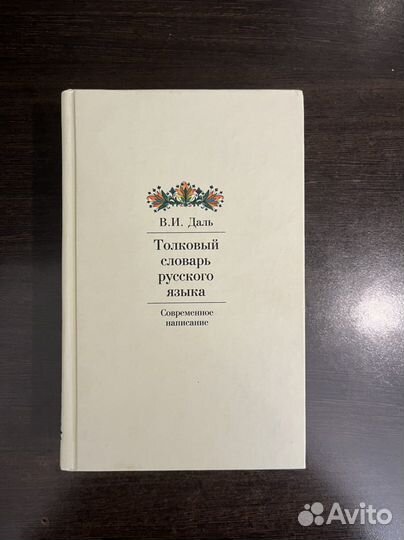 В.И. Даль
Толковый
словарь
русского
языка
Современное
написание
Avito